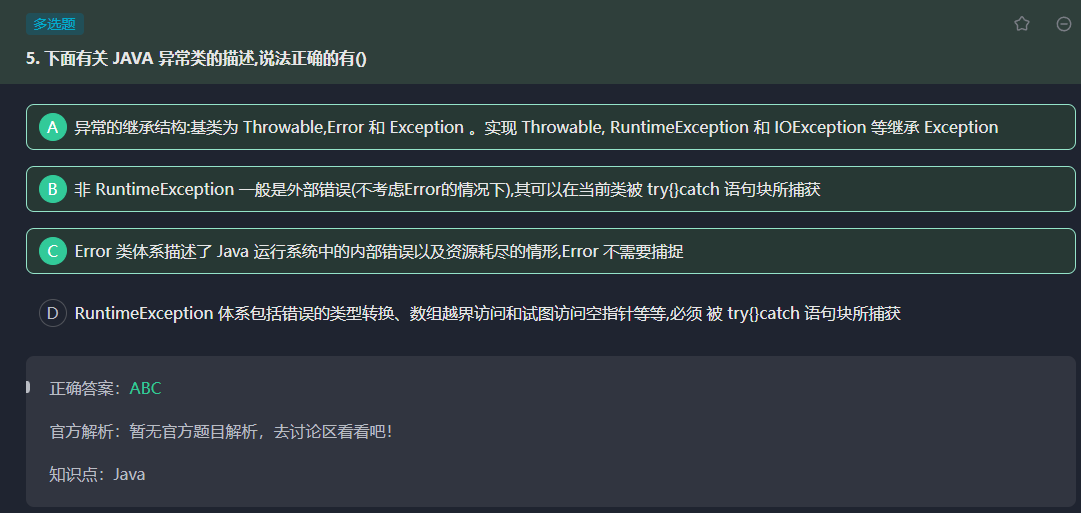 多选题
5. 下面有关 JAVA 异常类的描述,说法正确的有()
A 异常的继承结构:基类为 Throwable,Error 和 Exception 。实现 Throwable, RuntimeException 和 IOException 等继承 Exception
B 非 RuntimeException 一般是外部错误(不考虑Error的情况下),其可以在当前类被 try{}catch 语句块所捕获
C Error 类体系描述了 Java 运行系统中的内部错误以及资源耗尽的情形,Error 不需要捕捉
D RuntimeException 体系包括错误的类型转换、数组越界访问和试图访问空指针等等,必须 被 try{}catch 语句块所捕获
正确答案：ABC
官方解析：暂无官方题目解析，去讨论区看看吧！
知识点：Java